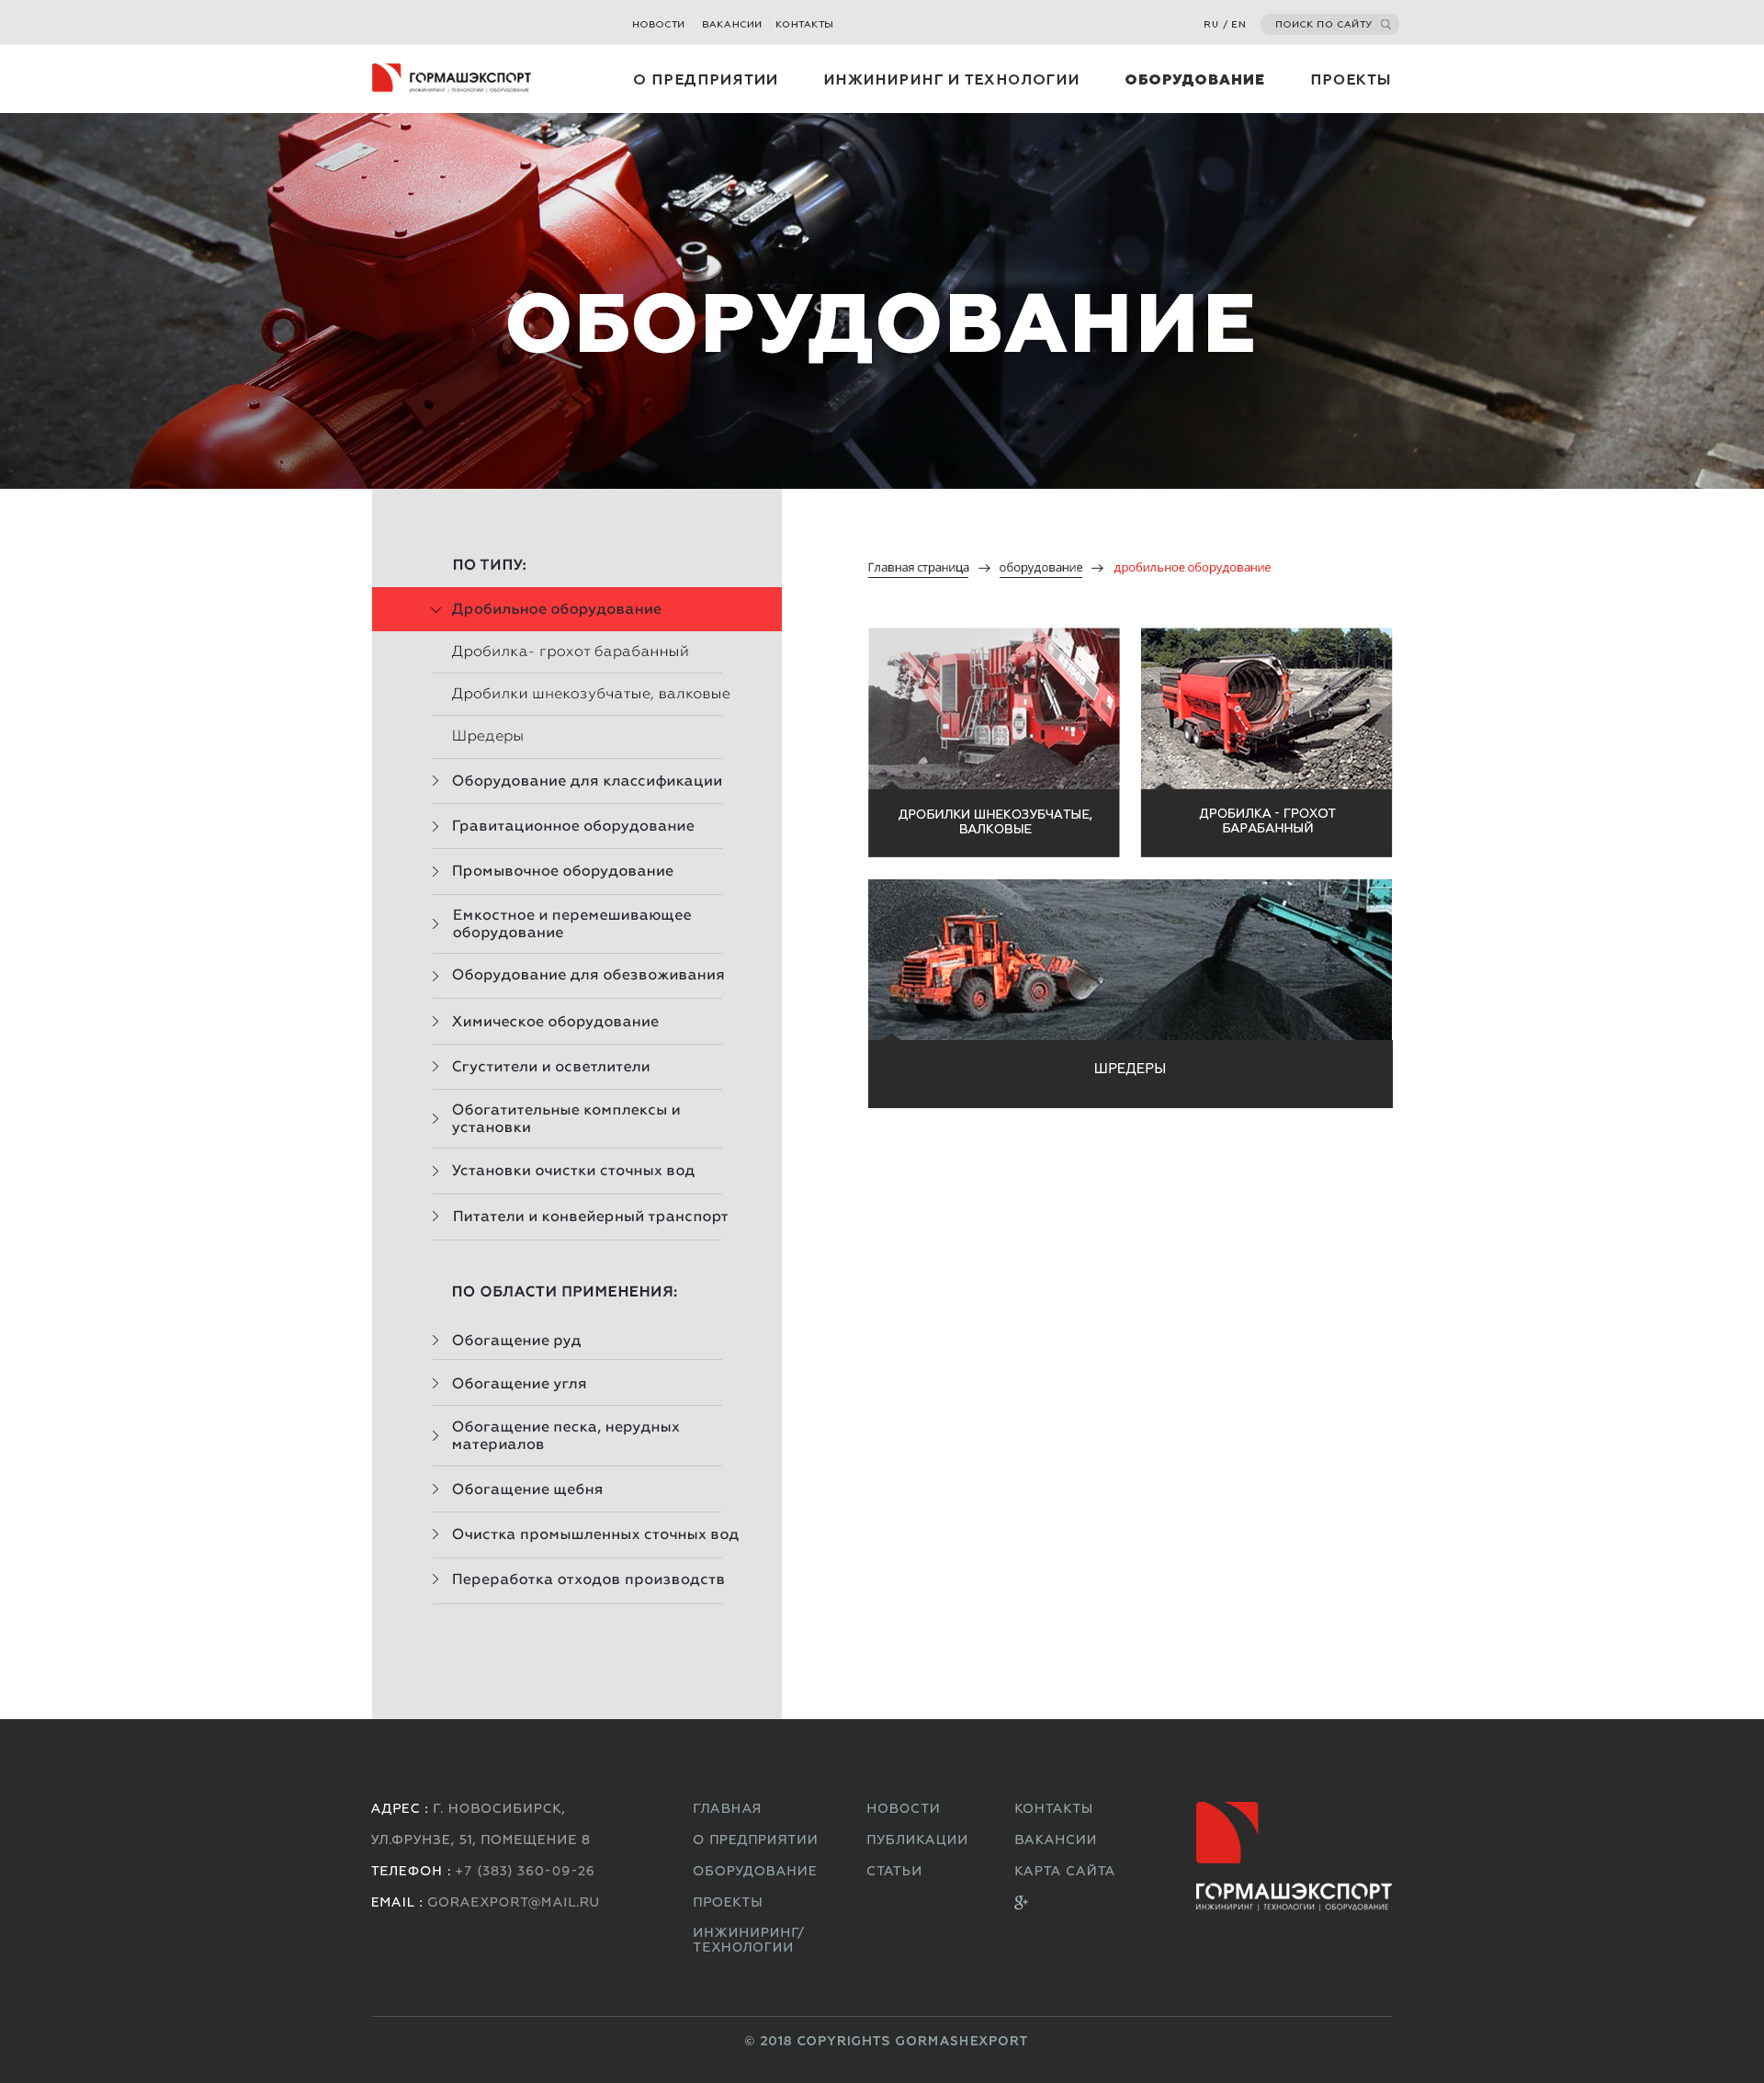 НОВОСТИ ВАКАНСИИ КОНТАКТЫ RU / EN ПОИСК ПО САЙТУ
ГОРМАШЭКСПОРТ
ИНЖИНИРИНГ | ТЕХНОЛОГИИ | ОБОРУДОВАНИЕ
О ПРЕДПРИЯТИИ ИНЖИНИРИНГ И ТЕХНОЛОГИИ ОБОРУДОВАНИЕ ПРОЕКТЫ
ОБОРУДОВАНИЕ
ПО ТИПУ:
Дробильное оборудование
Дробилка- грохот барабанный
Дробилки шнекозубчатые, валковые
Шредеры
Оборудование для классификации
Гравитационное оборудование
Промывочное оборудование
Емкостное и перемешивающее
оборудование
Оборудование для обезвоживания
Химическое оборудование
Сгустители и осветлители
Обогатительные комплексы и
установки
Установки очистки сточных вод
Питатели и конвейерный транспорт
ПО ОБЛАСТИ ПРИМЕНЕНИЯ:
Обогащение руд
Обогащение угля
Обогащение песка, нерудных
материалов
Обогащение щебня
Очистка промышленных сточных вод
Переработка отходов производств
Главная страница → оборудование → дробильное оборудование
ДРОБИЛКИ ШНЕКОЗУБЧАТЫЕ,
ВАЛКОВЫЕ
ДРОБИЛКА - ГРОХОТ
БАРАБАННЫЙ
ШРЕДЕРЫ
АДРЕС : Г. НОВОСИБИРСК,
УЛ.ФРУНЗЕ, 51, ПОМЕЩЕНИЕ 8
ТЕЛЕФОН : +7 (383) 360-09-26
EMAIL : GORAEXPORT@MAIL.RU
ГЛАВНАЯ
О ПРЕДПРИЯТИИ
ОБОРУДОВАНИЕ
ПРОЕКТЫ
ИНЖИНИРИНГ/
ТЕХНОЛОГИИ
НОВОСТИ
ПУБЛИКАЦИИ
СТАТЬИ
КОНТАКТЫ
ВАКАНСИИ
КАРТА САЙТА
g+
ГОРМАШЭКСПОРТ
ИНЖИНИРИНГ | ТЕХНОЛОГИИ | ОБОРУДОВАНИЕ
© 2018 COPYRIGHTS GORMASHEXPORT